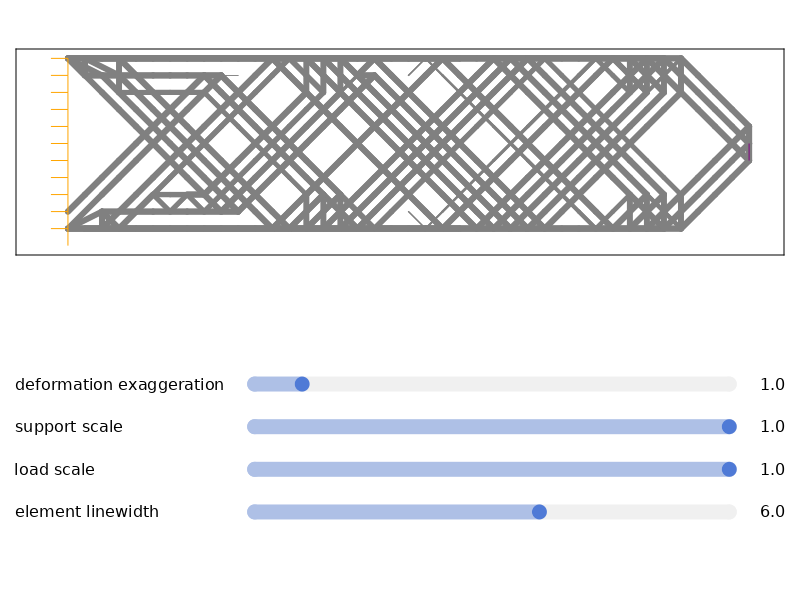 deformation exaggeration 1.0
support scale 1.0
load scale 1.0
element linewidth 6.0